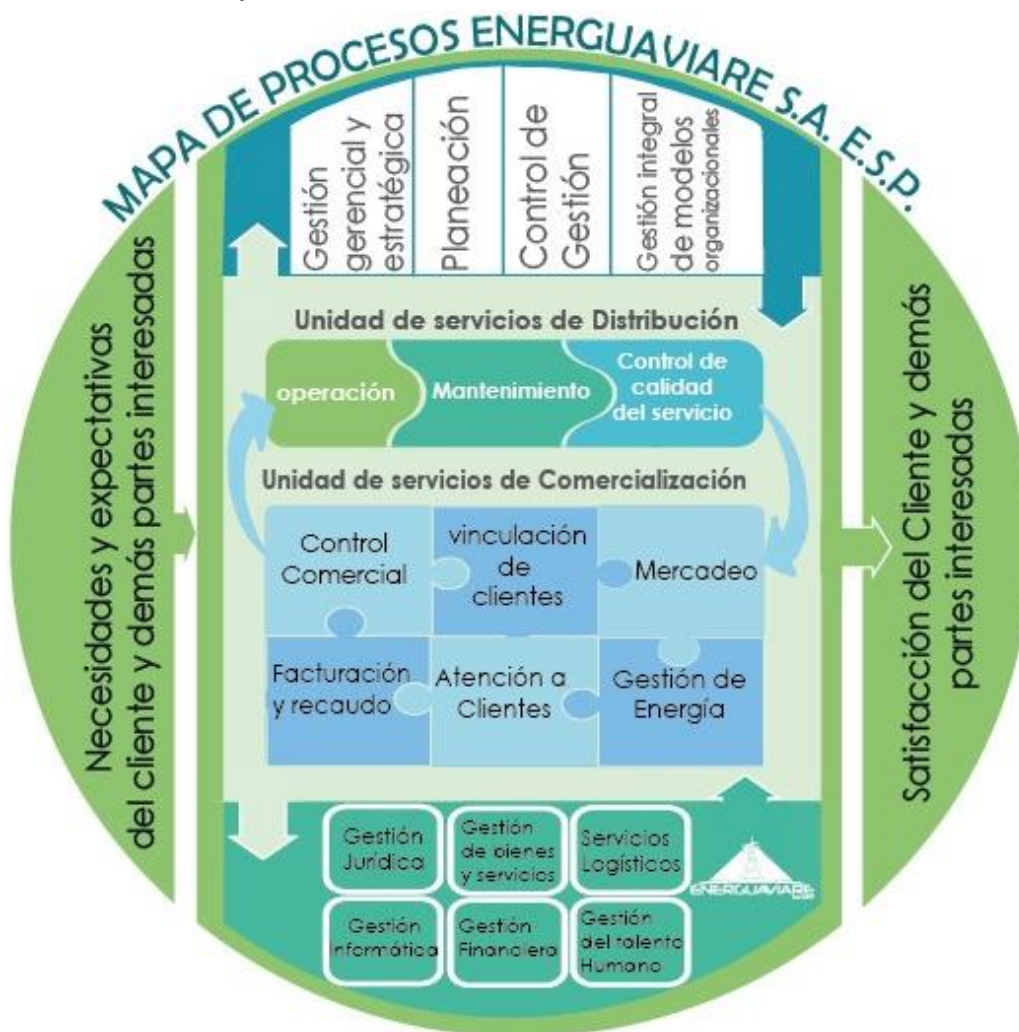 MAPA DE PROCESOS ENERGUAVIARE S.A. E.S.P.
Necesidades y expectativas
del cliente y demás partes interesadas
Gestión
gerencial y
estratégica
Planeación
Control de
Gestión
Gestión integral
de modelos
organizacionales
Unidad de servicios de Distribución
operación
Mantenimiento
Control de
calidad
del servicio
Unidad de servicios de Comercialización
Control
Comercial
vinculación
de
clientes
Mercadeo
Facturación
y recaudo
Atención a
Clientes
Gestión de
Energía
Gestión
Jurídica
Gestión
de bienes
y servicios
Servicios
Logísticos
Gestión
Informática
Gestión
Financiera
Gestión
del talento
Humano
ENERGUAVIARE
Satisfacción del Cliente y demás
partes interesadas